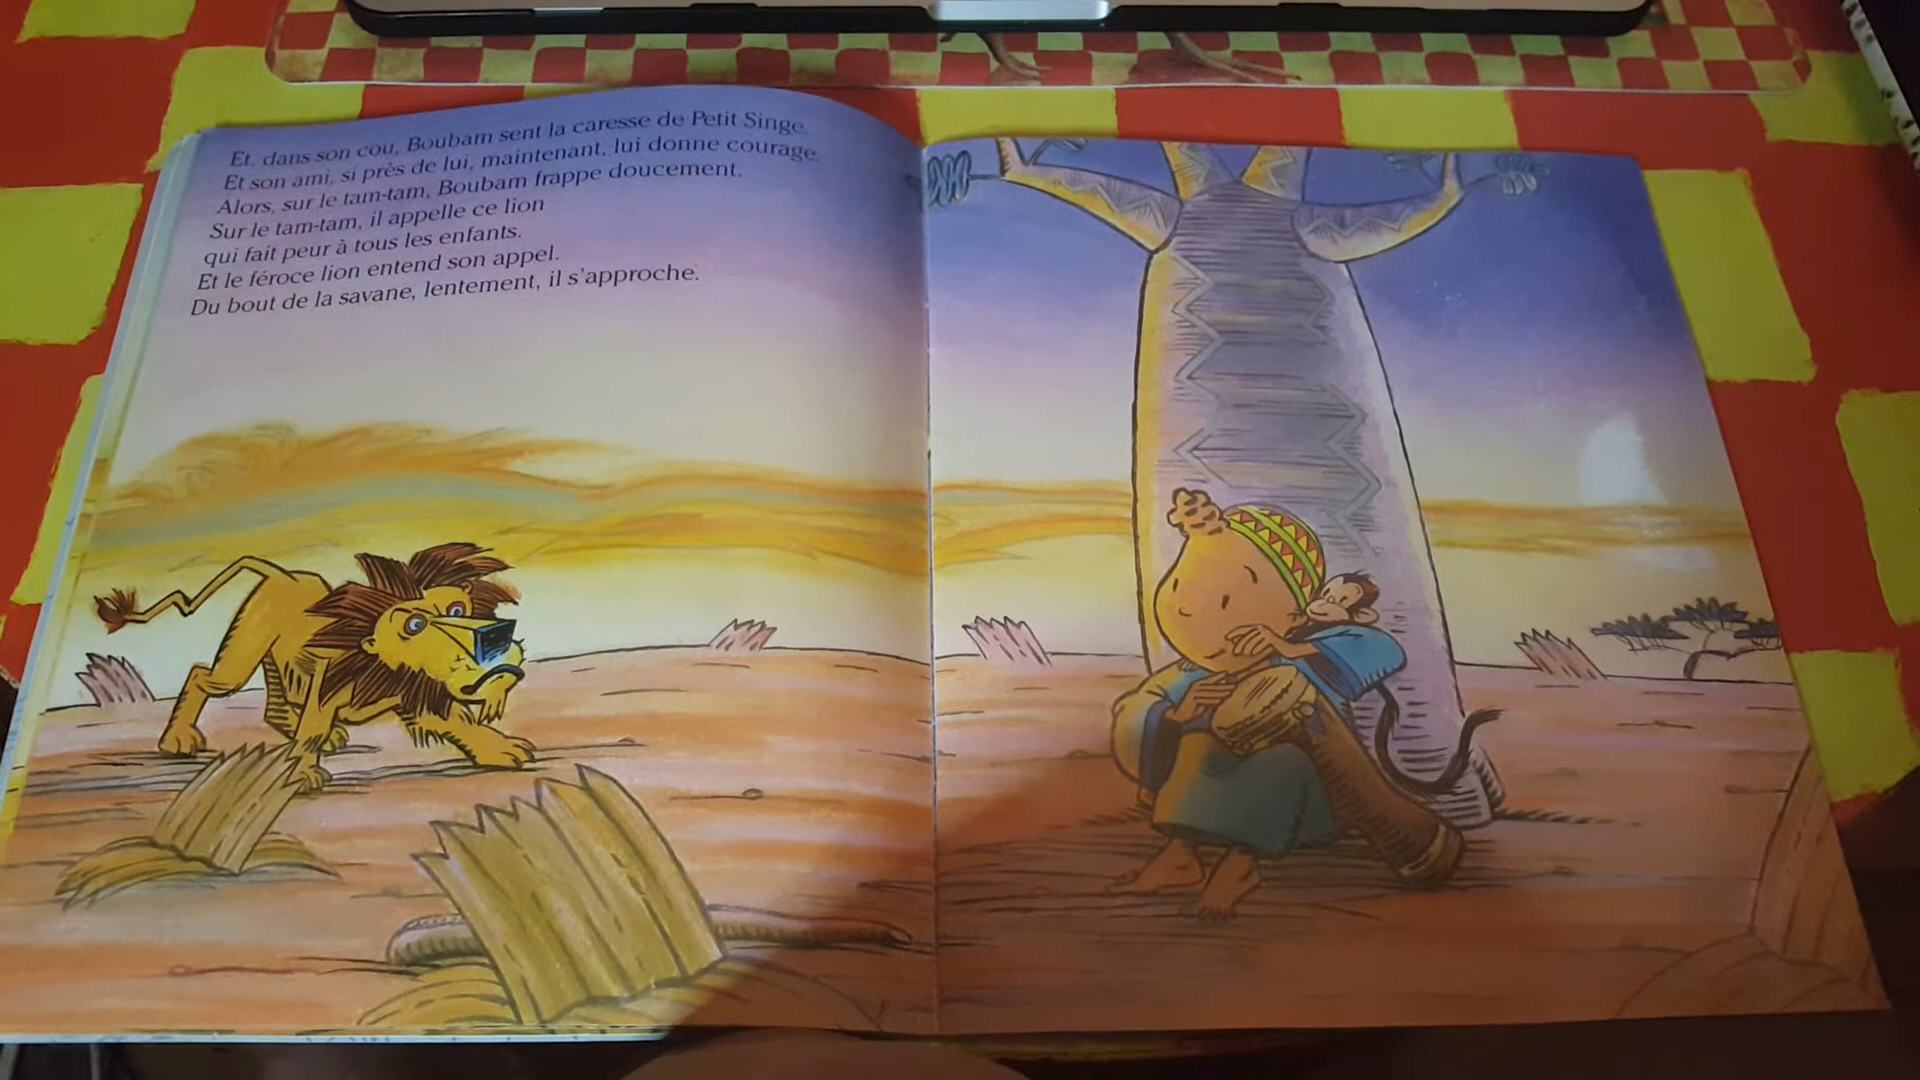 Et, dans son cou, Boubam sent la caresse de Petit Singe.
Et son ami, si près de lui, maintenant, lui donne courage.
Alors, sur le tam-tam, Boubam frappe doucement.
Sur le tam-tam, il appelle ce lion
qui fait peur à tous les enfants.
Et le féroce lion entend son appel.
Du bout de la savane, lentement, il s'approche.